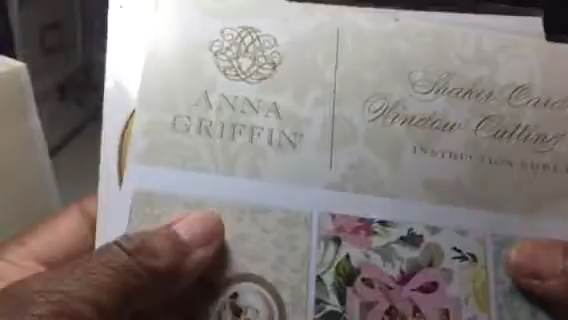 ANNA
GRIFFIN®
Shaker Card
Window Cutting
INSTRUCTION